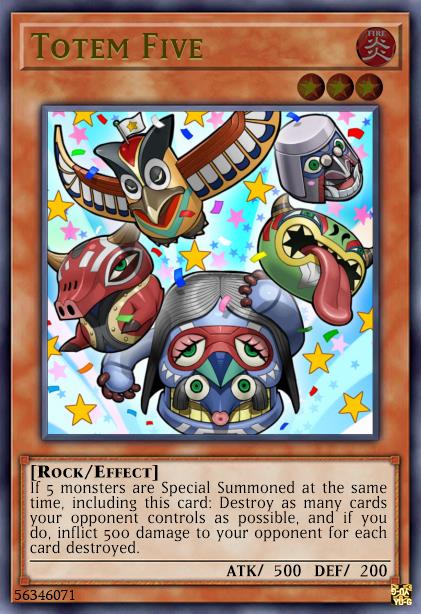 Totem Five
FIRE
炎
[Rock/Effect]
If 5 monsters are Special Summoned at the same
time, including this card: Destroy as many cards
your opponent controls as possible, and if you
do, inflict 500 damage to your opponent for each
card destroyed.
ATK/ 500 DEF/ 200
56346071